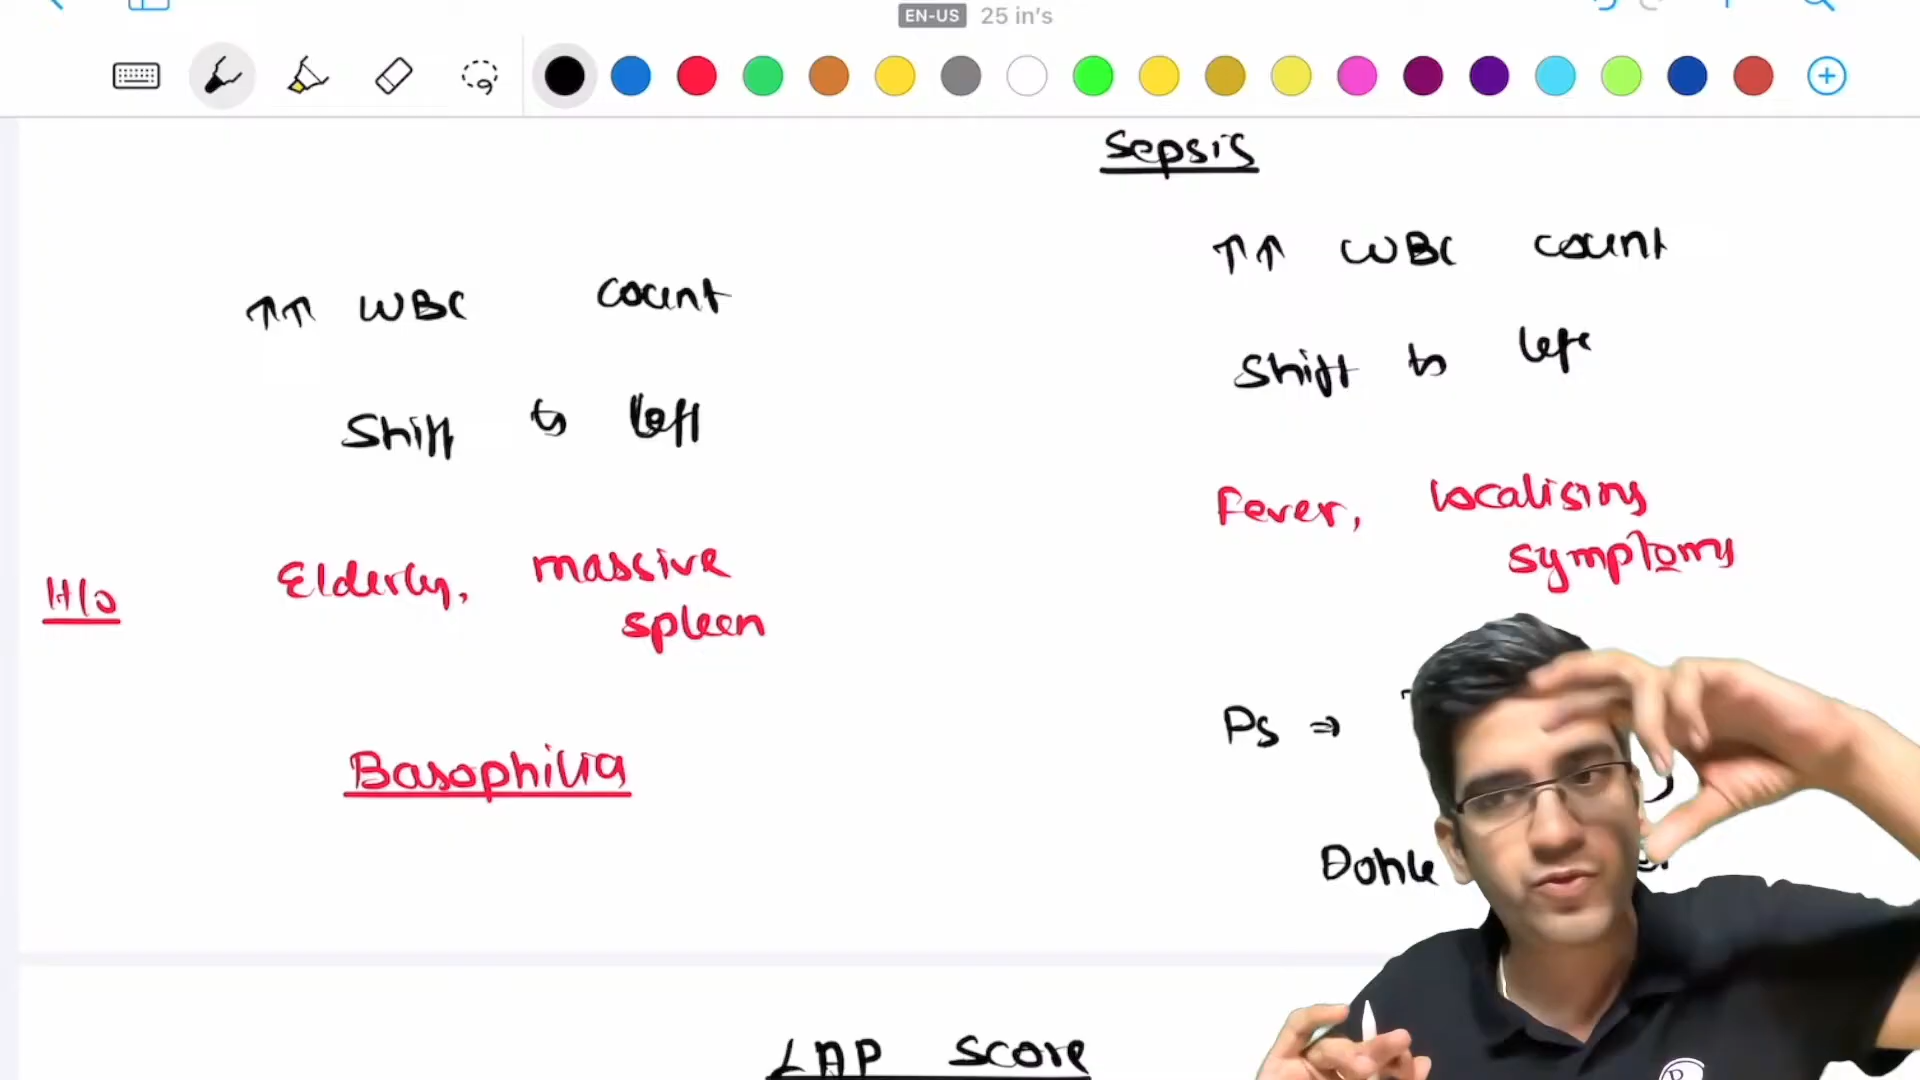 EN-US 25 in's
Sepsis
↑↑ WBC count
↑↑ WBC count
Shift to left
Shift to left
Fever, localising
symptoms
H/o Elderly, massive
spleen
Ps ⇒
Basophilia
Dohle
LAP Score